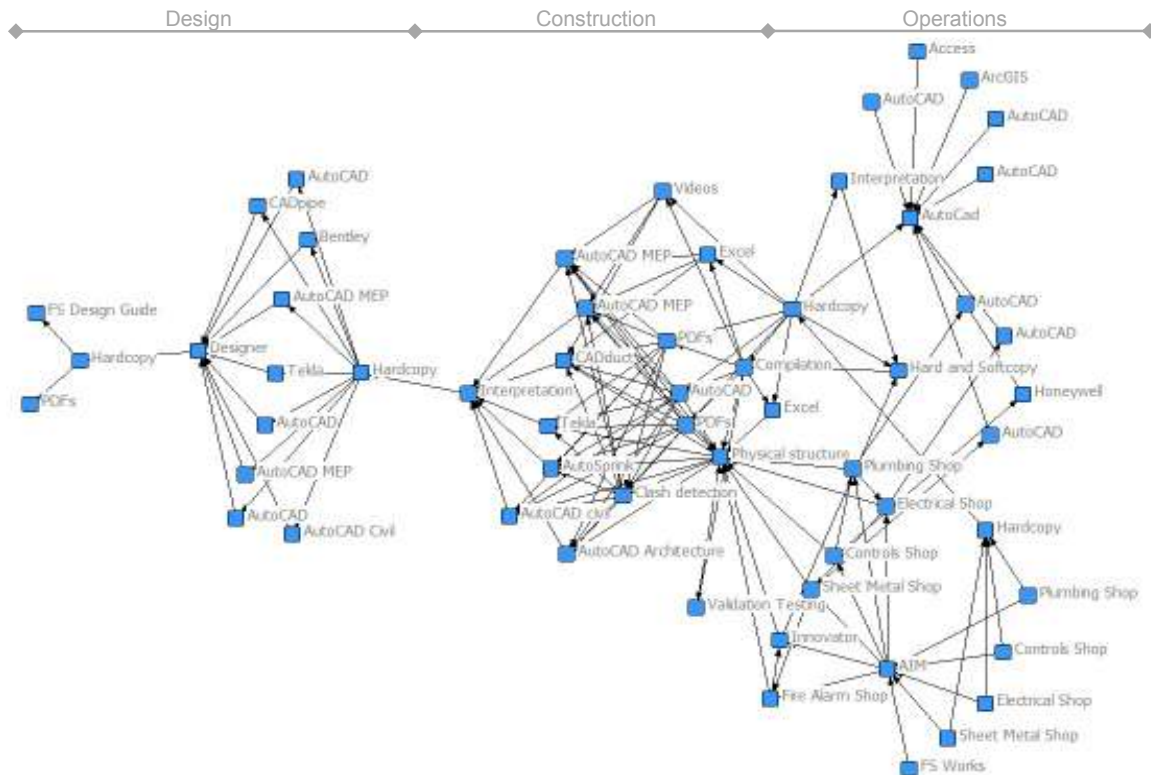 Design
Construction
Operations
Access
ArcGIS
AutoCAD
AutoCAD
AutoCAD
AutoCad
Interpretation
AutoCAD
CADpipe
Bentley
AutoCAD MEP
FS Design Guide
Hardcopy
PDFs
Designer
Tekla
Hardcopy
AutoCAD
AutoCAD MEP
AutoCAD
AutoCAD Civil
Videos
AutoCAD MEP
Excel
AutoCAD MEP
Hardcopy
PDFs
CADduct
Compilation
Interpretation
AutoCAD
Excel
Tekla
PDFs
AutoSprink
Physical structure
Clash detection
AutoCAD civil
AutoCAD Architecture
Validation Testing
AutoCAD
AutoCAD
Hard and Softcopy
Honeywell
AutoCAD
Plumbing Shop
Electrical Shop
Hardcopy
Controls Shop
Sheet Metal Shop
Plumbing Shop
Innovator
Controls Shop
AIM
Fire Alarm Shop
Electrical Shop
Sheet Metal Shop
FS Works